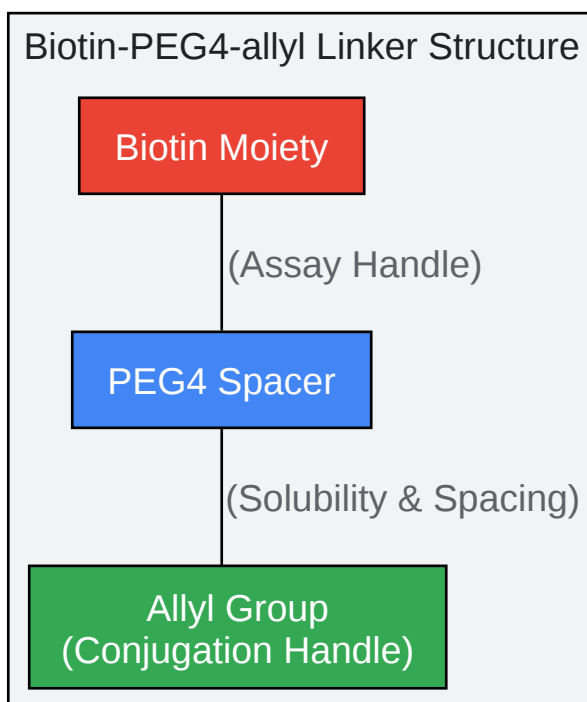 Biotin-PEG4-allyl Linker Structure
Biotin Moiety
(Assay Handle)
PEG4 Spacer
(Solubility & Spacing)
Allyl Group
(Conjugation Handle)